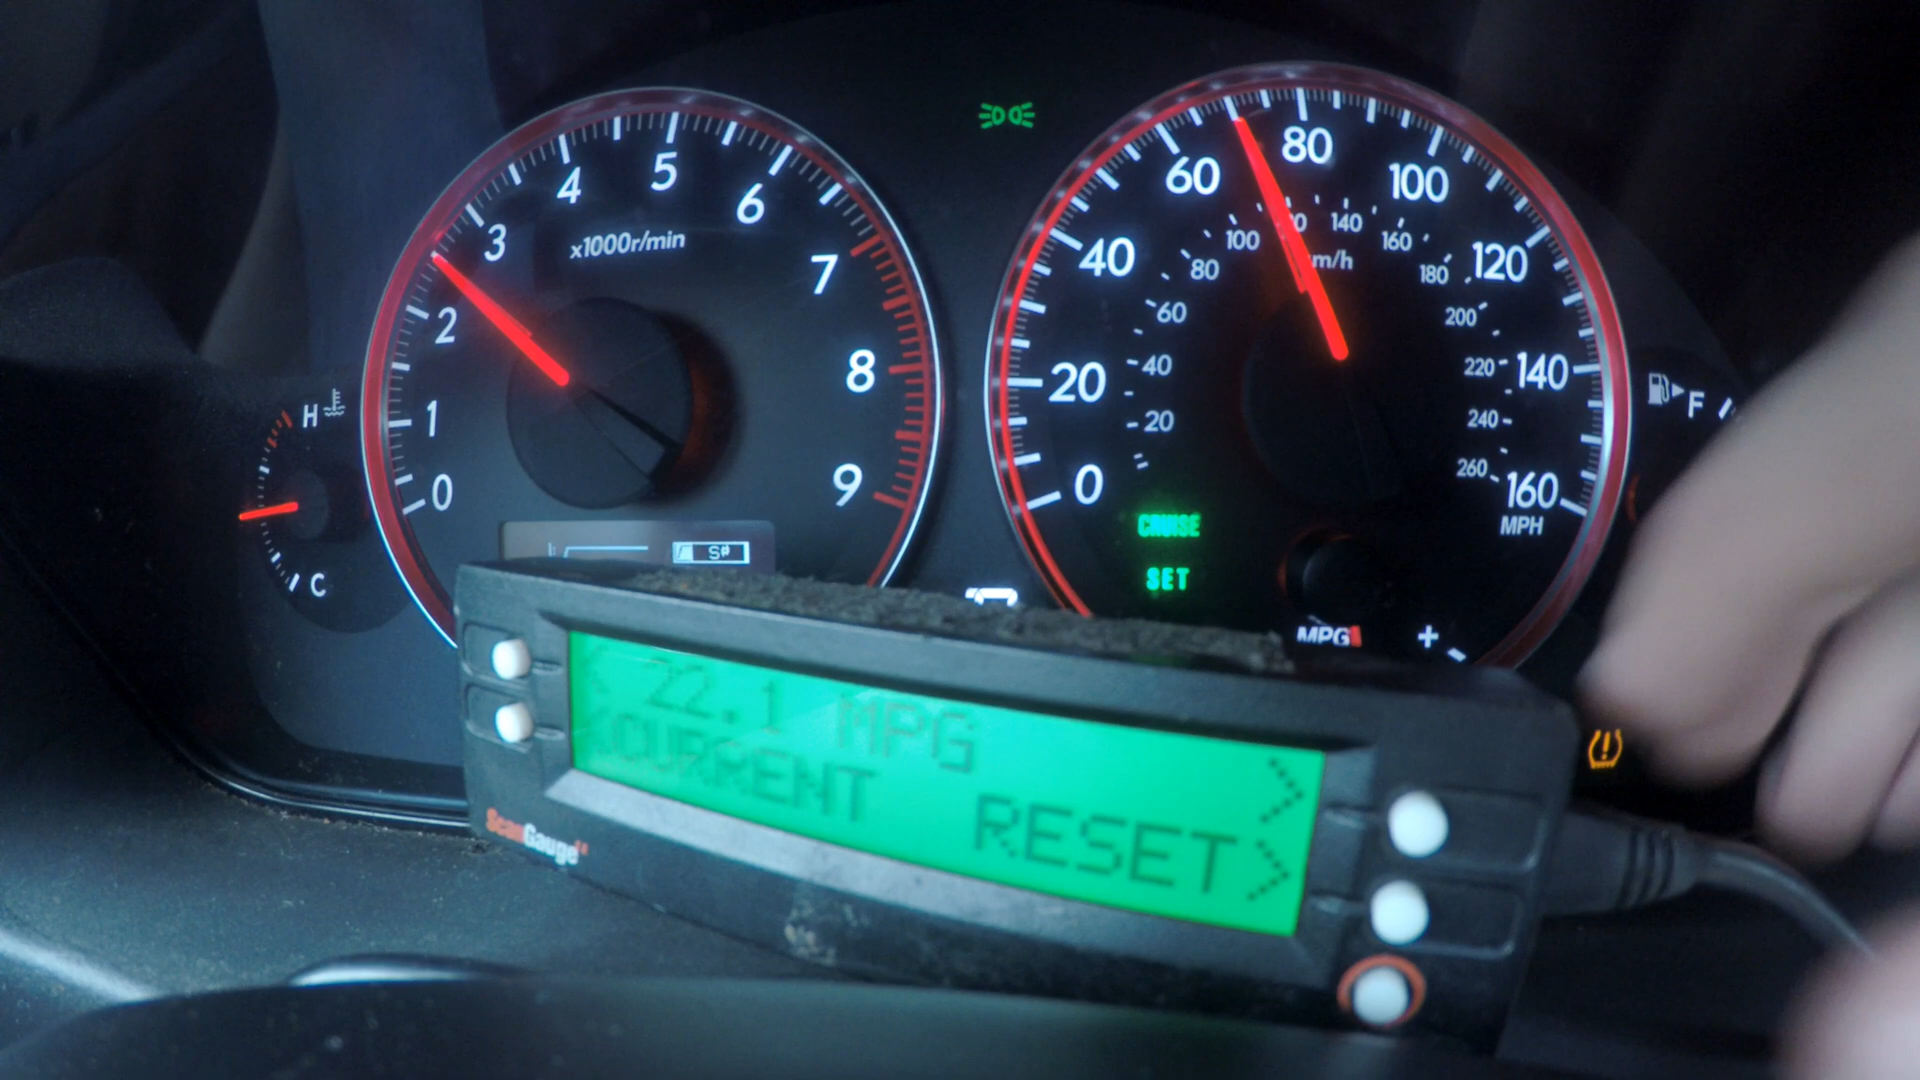 0
1
2
3
4
5
6
7
8
9
x1000r/min
H
C
S#
0
20
40
60
80
100
120
140
160
MPH
20
40
60
80
100
140
160
180
200
220
240
260
CRUISE
SET
MPG
+
-
F
< 22.1 MPG >
<CURRENT RESET>
ScanGauge